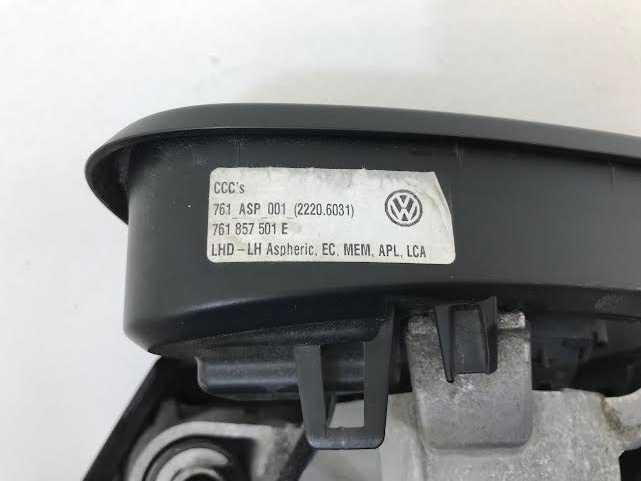 CCC's
761_ASP_001_(2220.6031)
761 857 501 E
LHD-LH Aspheric, EC, MEM, APL, LCA